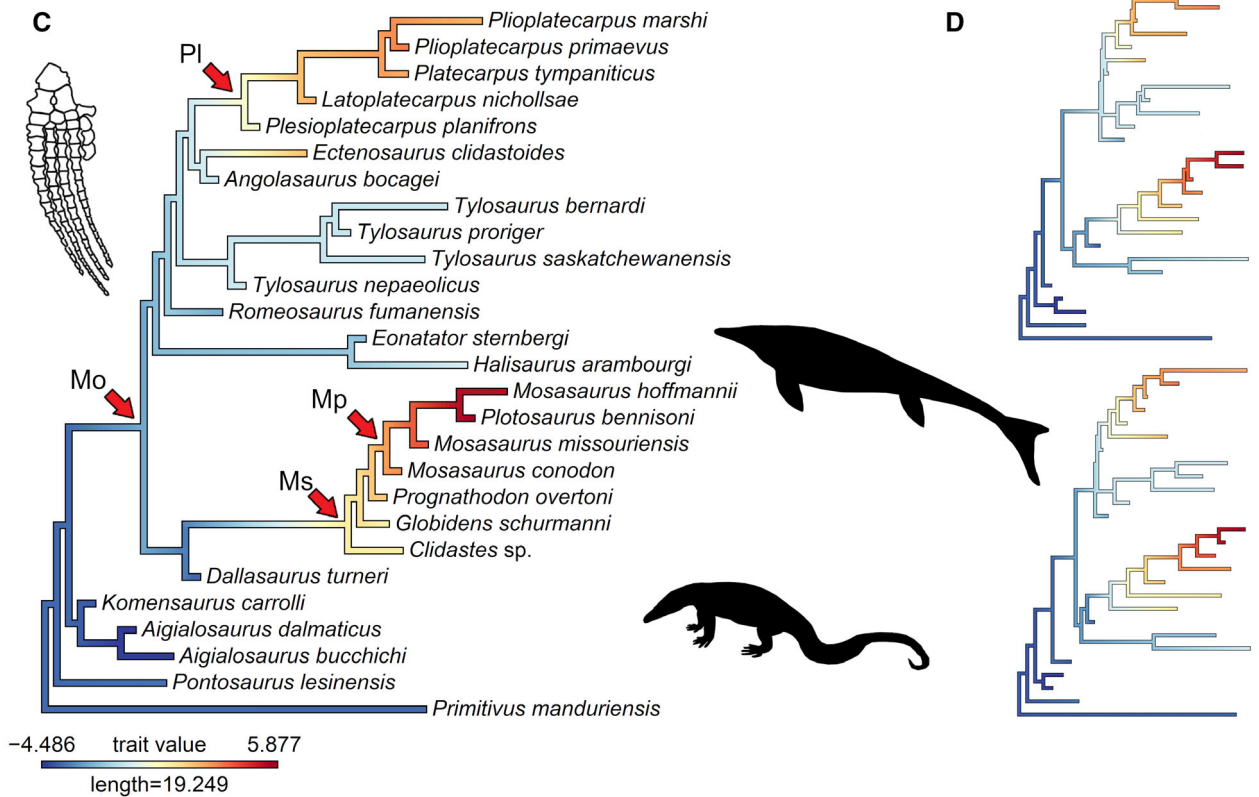 C
D
Plioplatecarpus marshi
Plioplatecarpus primaevus
Pl
Platecarpus tympaniticus
Latoplatecarpus nichollsae
Plesioplatecarpus planifrons
Ectenosaurus clidastoides
Angolasaurus bocagei
Tylosaurus bernardi
Tylosaurus proriger
Tylosaurus saskatchewanensis
Tylosaurus nepaeolicus
Romeosaurus fumanensis
Eonatator sternbergi
Halisaurus arambourgi
Mo
Mosasaurus hoffmannii
Mp
Plotosaurus bennisoni
Mosasaurus missouriensis
Mosasaurus conodon
Ms
Prognathodon overtoni
Globidens schurmanni
Clidastes sp.
Dallasaurus turneri
Komensaurus carrolli
Aigialosaurus dalmaticus
Aigialosaurus bucchichi
Pontosaurus lesinensis
Primitivus manduriensis
−4.486 trait value 5.877
length=19.249